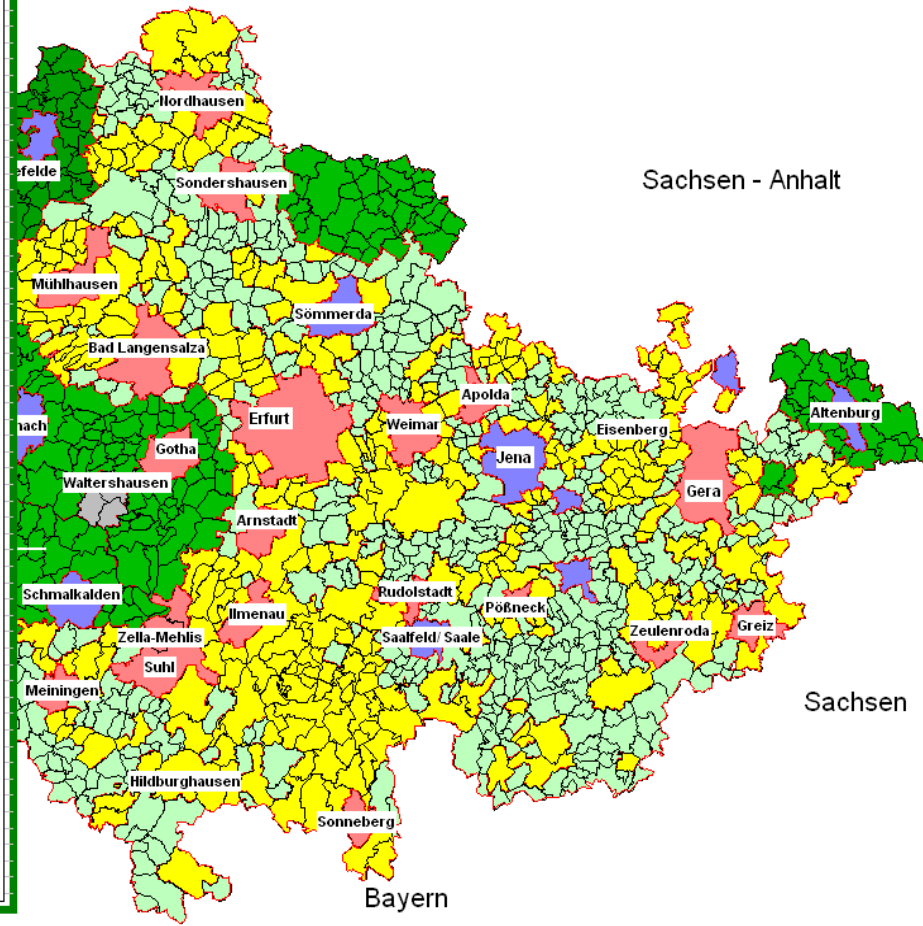 Nordhausen
efelde
Sondershausen
Sachsen - Anhalt
Mühlhausen
Sömmerda
Bad Langensalza
Apolda
Altenburg
Erfurt
Weimar
nach
Eisenberg
Gotha
Jena
Waltershausen
Gera
Arnstadt
Schmalkalden
Rudolstadt
Ilmenau
Pößneck
Zella-Mehlis
Saalfeld/ Saale
Zeulenroda
Greiz
Suhl
Meiningen
Sachsen
Hildburghausen
Sonneberg
Bayern